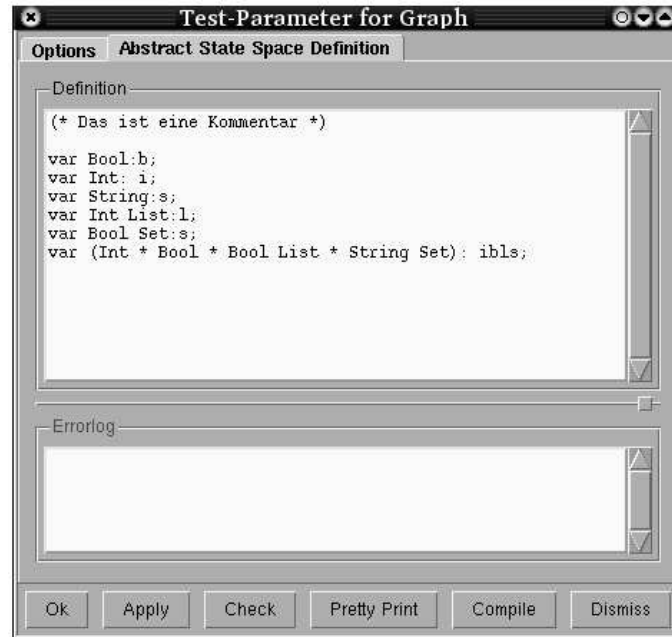 Test-Parameter for Graph
Options Abstract State Space Definition
Definition
(* Das ist eine Kommentar *)
var Bool:b;
var Int: i;
var String:s;
var Int List:l;
var Bool Set:s;
var (Int * Bool * Bool List * String Set): ibls;
Errorlog
Ok Apply Check Pretty Print Compile Dismiss